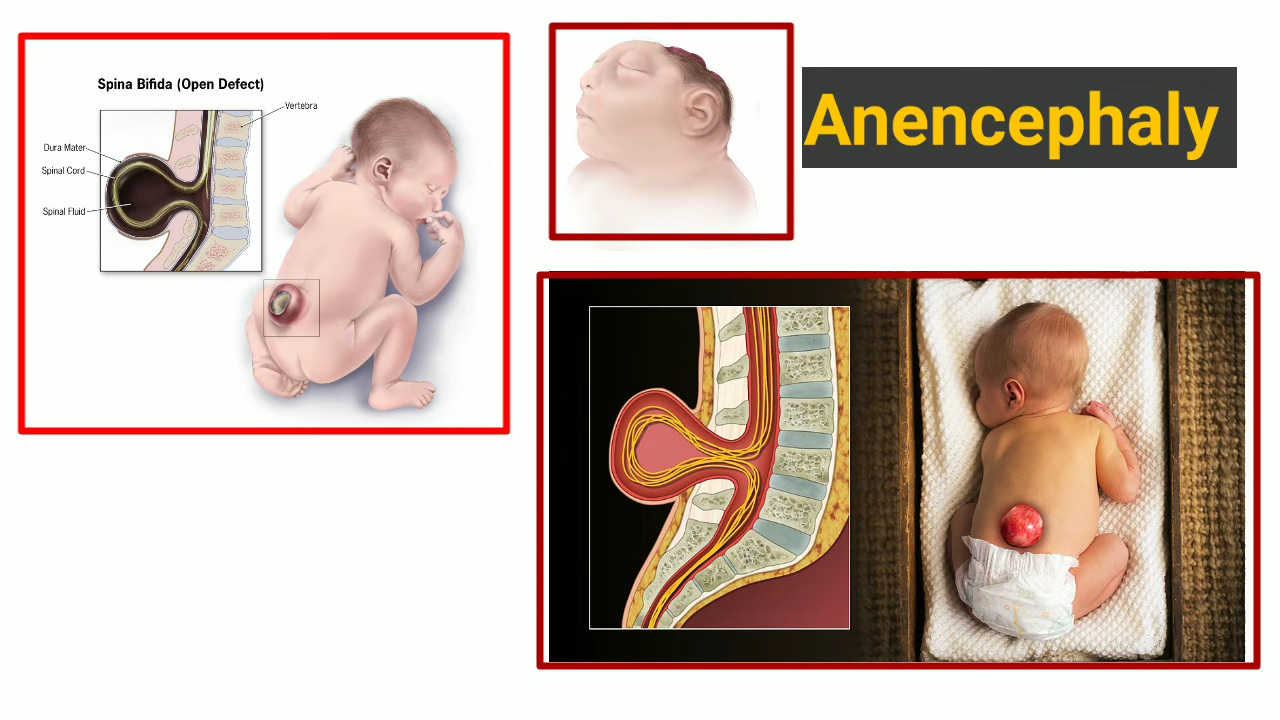 Spina Bifida (Open Defect)
Vertebra
Dura Mater
Spinal Cord
Spinal Fluid
Anencephaly